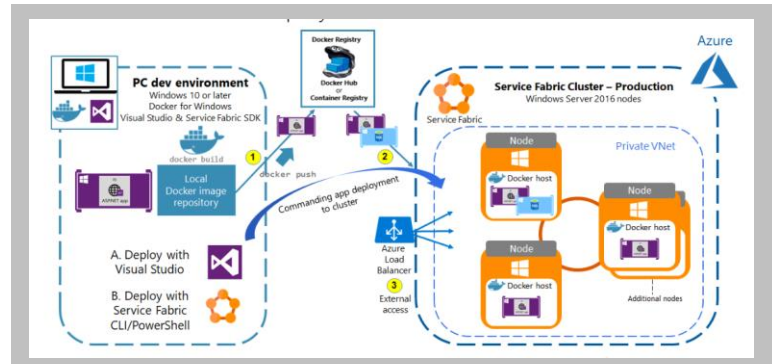 Azure
Docker Registry
Docker Hub
or
Container Registry
PC dev environment
Windows 10 or later
Docker for Windows
Visual Studio & Service Fabric SDK
docker build
Local
Docker image
repository
ASP.NET app
1
docker push
2
Commanding app deployment
to cluster
A. Deploy with
Visual Studio
B. Deploy with
Service Fabric
CLI/PowerShell
Service Fabric Cluster – Production
Windows Server 2016 nodes
Service Fabric
Private VNet
Node
Docker host
Node
Docker host
Node
Docker host
Additional nodes
Azure
Load
Balancer
3
External
access